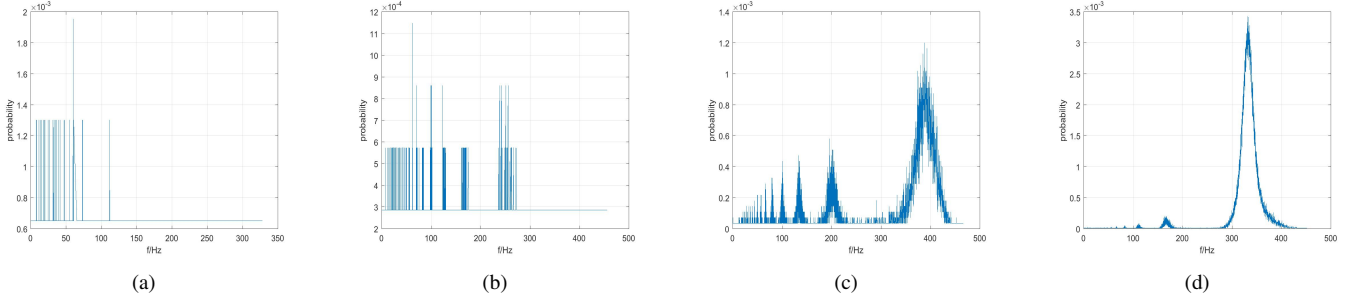 ×10⁻³
2
1.8
1.6
1.4
1.2
1
0.8
0.6
probability
0 50 100 150 200 250 300 350
f/Hz
(a)
×10⁻⁴
12
11
10
9
8
7
6
5
4
3
2
probability
0 100 200 300 400 500
f/Hz
(b)
×10⁻³
1.4
1.2
1
0.8
0.6
0.4
0.2
0
probability
0 100 200 300 400 500
f/Hz
(c)
×10⁻³
3.5
3
2.5
2
1.5
1
0.5
0
probability
0 100 200 300 400 500
f/Hz
(d)